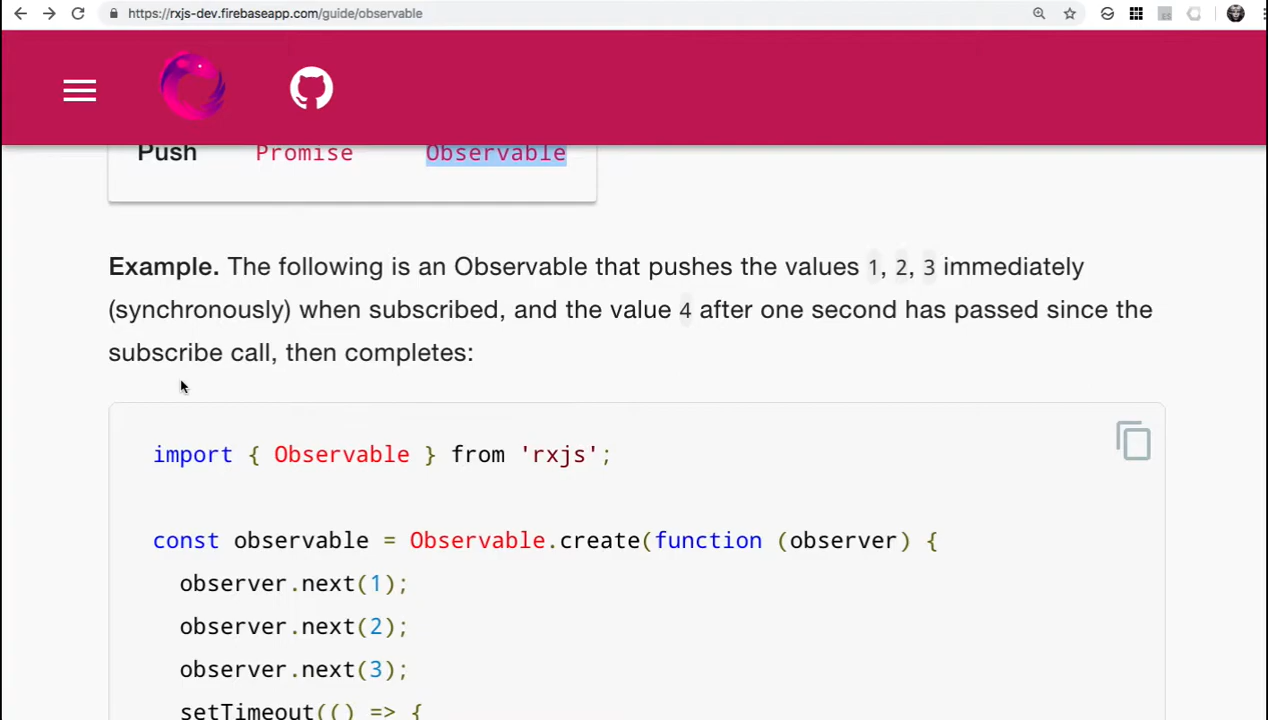 https://rxjs-dev.firebaseapp.com/guide/observable
Push Promise Observable
Example. The following is an Observable that pushes the values 1, 2, 3 immediately
(synchronously) when subscribed, and the value 4 after one second has passed since the
subscribe call, then completes:
import { Observable } from 'rxjs';
const observable = Observable.create(function (observer) {
observer.next(1);
observer.next(2);
observer.next(3);
setTimeout(() => {